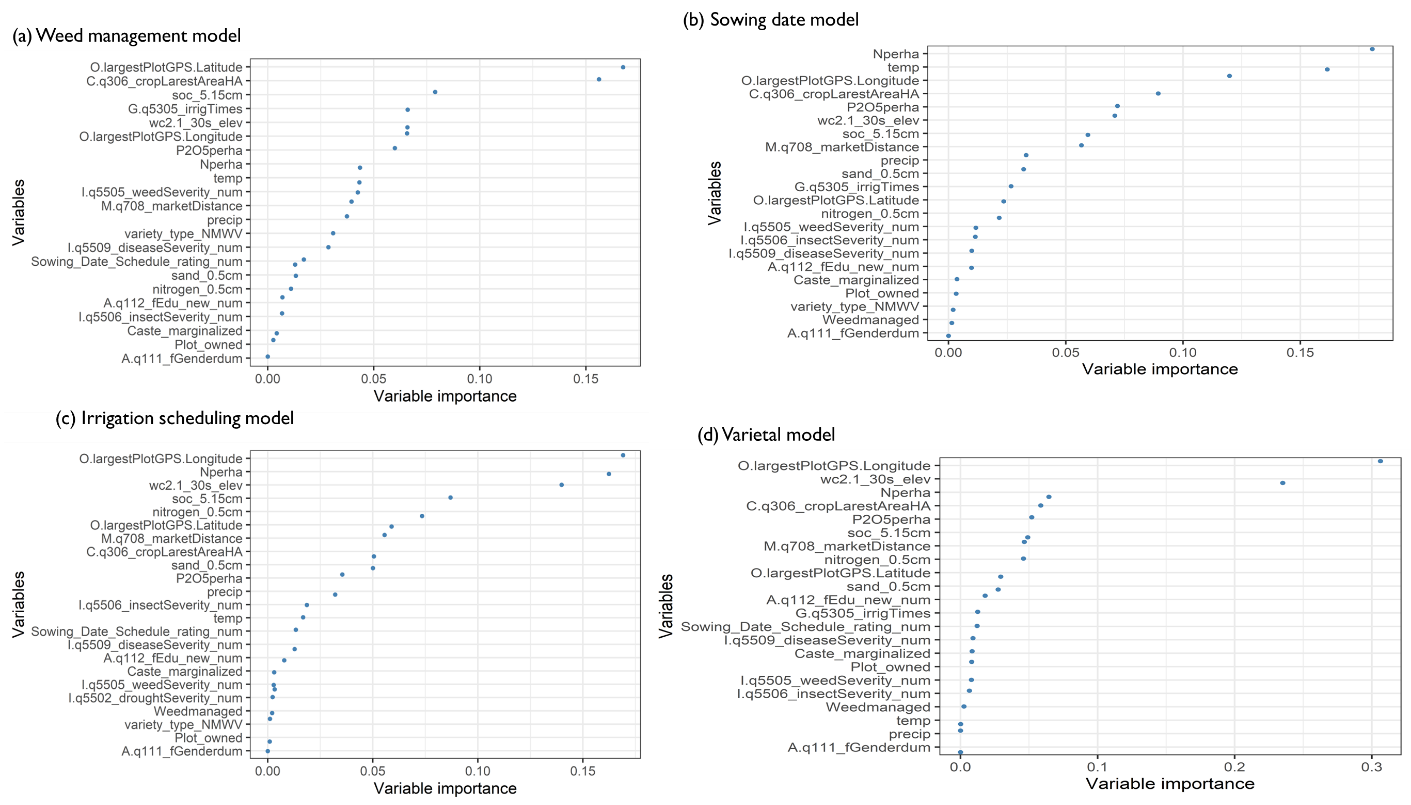 (a) Weed management model
O.largestPlotGPS.Latitude
C.q306_cropLarestAreaHA
soc_5.15cm
G.q5305_irrigTimes
wc2.1_30s_elev
O.largestPlotGPS.Longitude
P2O5perha
Nperha
temp
I.q5505_weedSeverity_num
M.q708_marketDistance
precip
variety_type_NMWV
I.q5509_diseaseSeverity_num
Sowing_Date_Schedule_rating_num
sand_0.5cm
nitrogen_0.5cm
A.q112_fEdu_new_num
I.q5506_insectSeverity_num
Caste_marginalized
Plot_owned
A.q111_fGenderdum
Variables
0.00 0.05 0.10 0.15
Variable importance
(b) Sowing date model
Nperha
temp
O.largestPlotGPS.Longitude
C.q306_cropLarestAreaHA
P2O5perha
wc2.1_30s_elev
soc_5.15cm
M.q708_marketDistance
precip
sand_0.5cm
G.q5305_irrigTimes
O.largestPlotGPS.Latitude
nitrogen_0.5cm
I.q5505_weedSeverity_num
I.q5506_insectSeverity_num
I.q5509_diseaseSeverity_num
A.q112_fEdu_new_num
Caste_marginalized
Plot_owned
variety_type_NMWV
Weedmanaged
A.q111_fGenderdum
Variables
0.00 0.05 0.10 0.15
Variable importance
(c) Irrigation scheduling model
O.largestPlotGPS.Longitude
Nperha
wc2.1_30s_elev
soc_5.15cm
nitrogen_0.5cm
O.largestPlotGPS.Latitude
M.q708_marketDistance
C.q306_cropLarestAreaHA
sand_0.5cm
P2O5perha
precip
I.q5506_insectSeverity_num
temp
Sowing_Date_Schedule_rating_num
I.q5509_diseaseSeverity_num
A.q112_fEdu_new_num
Caste_marginalized
I.q5505_weedSeverity_num
I.q5502_droughtSeverity_num
Weedmanaged
variety_type_NMWV
Plot_owned
A.q111_fGenderdum
Variables
0.00 0.05 0.10 0.15
Variable importance
(d) Varietal model
O.largestPlotGPS.Longitude
wc2.1_30s_elev
Nperha
C.q306_cropLarestAreaHA
P2O5perha
soc_5.15cm
M.q708_marketDistance
nitrogen_0.5cm
O.largestPlotGPS.Latitude
sand_0.5cm
A.q112_fEdu_new_num
G.q5305_irrigTimes
Sowing_Date_Schedule_rating_num
I.q5509_diseaseSeverity_num
Caste_marginalized
Plot_owned
I.q5505_weedSeverity_num
I.q5506_insectSeverity_num
Weedmanaged
temp
precip
A.q111_fGenderdum
Variables
0.0 0.1 0.2 0.3
Variable importance